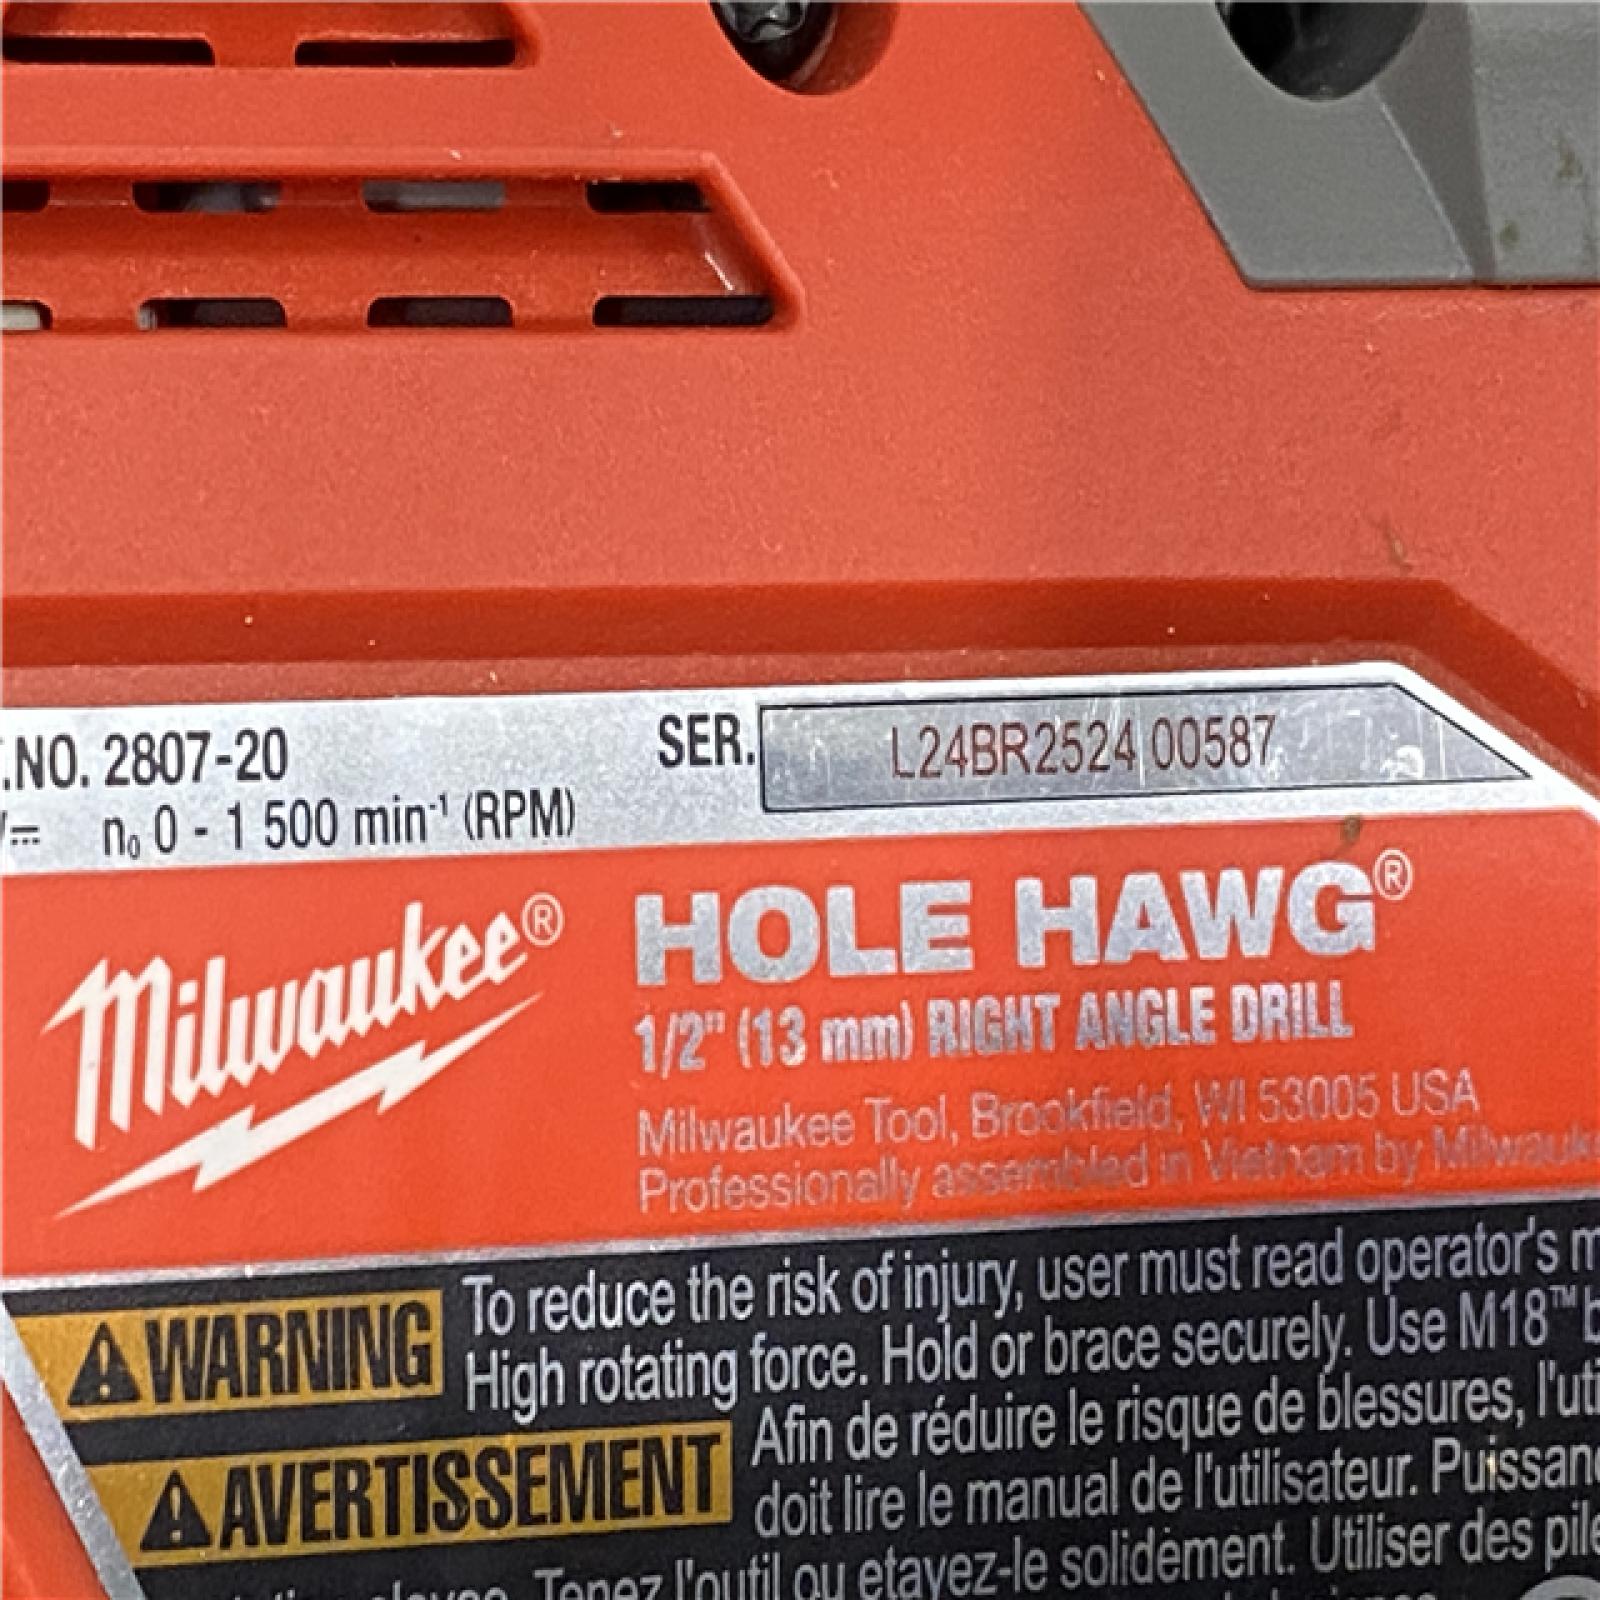 .NO. 2807-20
SER. L24BR2524 00587
n₀ 0 - 1 500 min⁻¹ (RPM)
Milwaukee®
HOLE HAWG®
1/2" (13 mm) RIGHT ANGLE DRILL
Milwaukee Tool, Brookfield, WI 53005 USA
Professionally assembled in Vietnam by Milwauke
⚠WARNING To reduce the risk of injury, user must read operator's m
High rotating force. Hold or brace securely. Use M18™ b
⚠AVERTISSEMENT Afin de réduire le risque de blessures, l'uti
doit lire le manual de l'utilisateur. Puissan
Tenez l'outil ou etayez-le solidement. Utiliser des pile